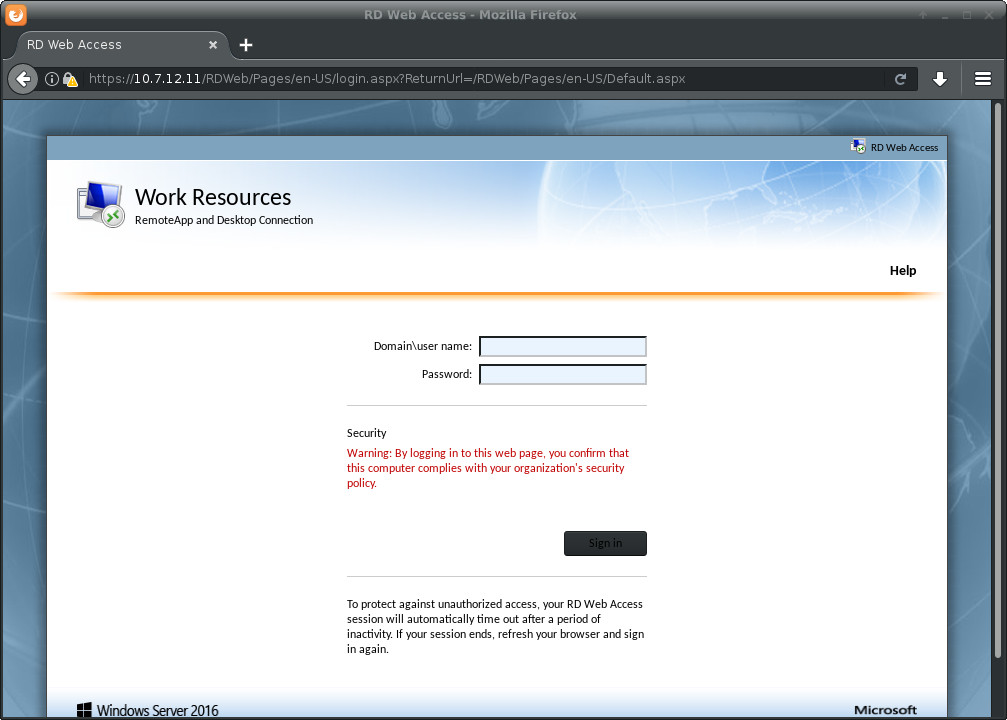 RD Web Access - Mozilla Firefox
RD Web Access
https://10.7.12.11/RDWeb/Pages/en-US/login.aspx?ReturnUrl=/RDWeb/Pages/en-US/Default.aspx
RD Web Access
Work Resources
RemoteApp and Desktop Connection
Help
Domain\user name:
Password:
Security
Warning: By logging in to this web page, you confirm that
this computer complies with your organization's security
policy.
Sign in
To protect against unauthorized access, your RD Web Access
session will automatically time out after a period of
inactivity. If your session ends, refresh your browser and sign
in again.
Windows Server 2016
Microsoft